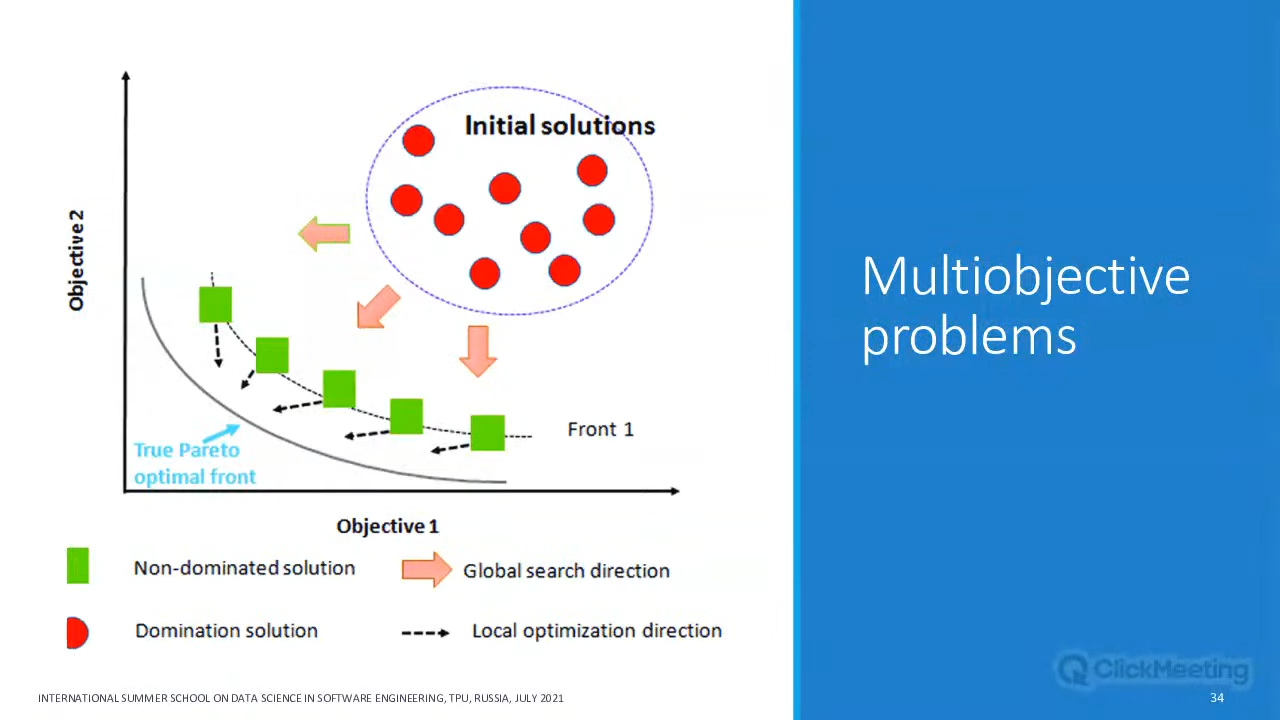 Initial solutions
Objective 2
Front 1
True Pareto
optimal front
Objective 1
Non-dominated solution
Global search direction
Domination solution
Local optimization direction
Multiobjective
problems
ClickMeeting
INTERNATIONAL SUMMER SCHOOL ON DATA SCIENCE IN SOFTWARE ENGINEERING, TPU, RUSSIA, JULY 2021
34